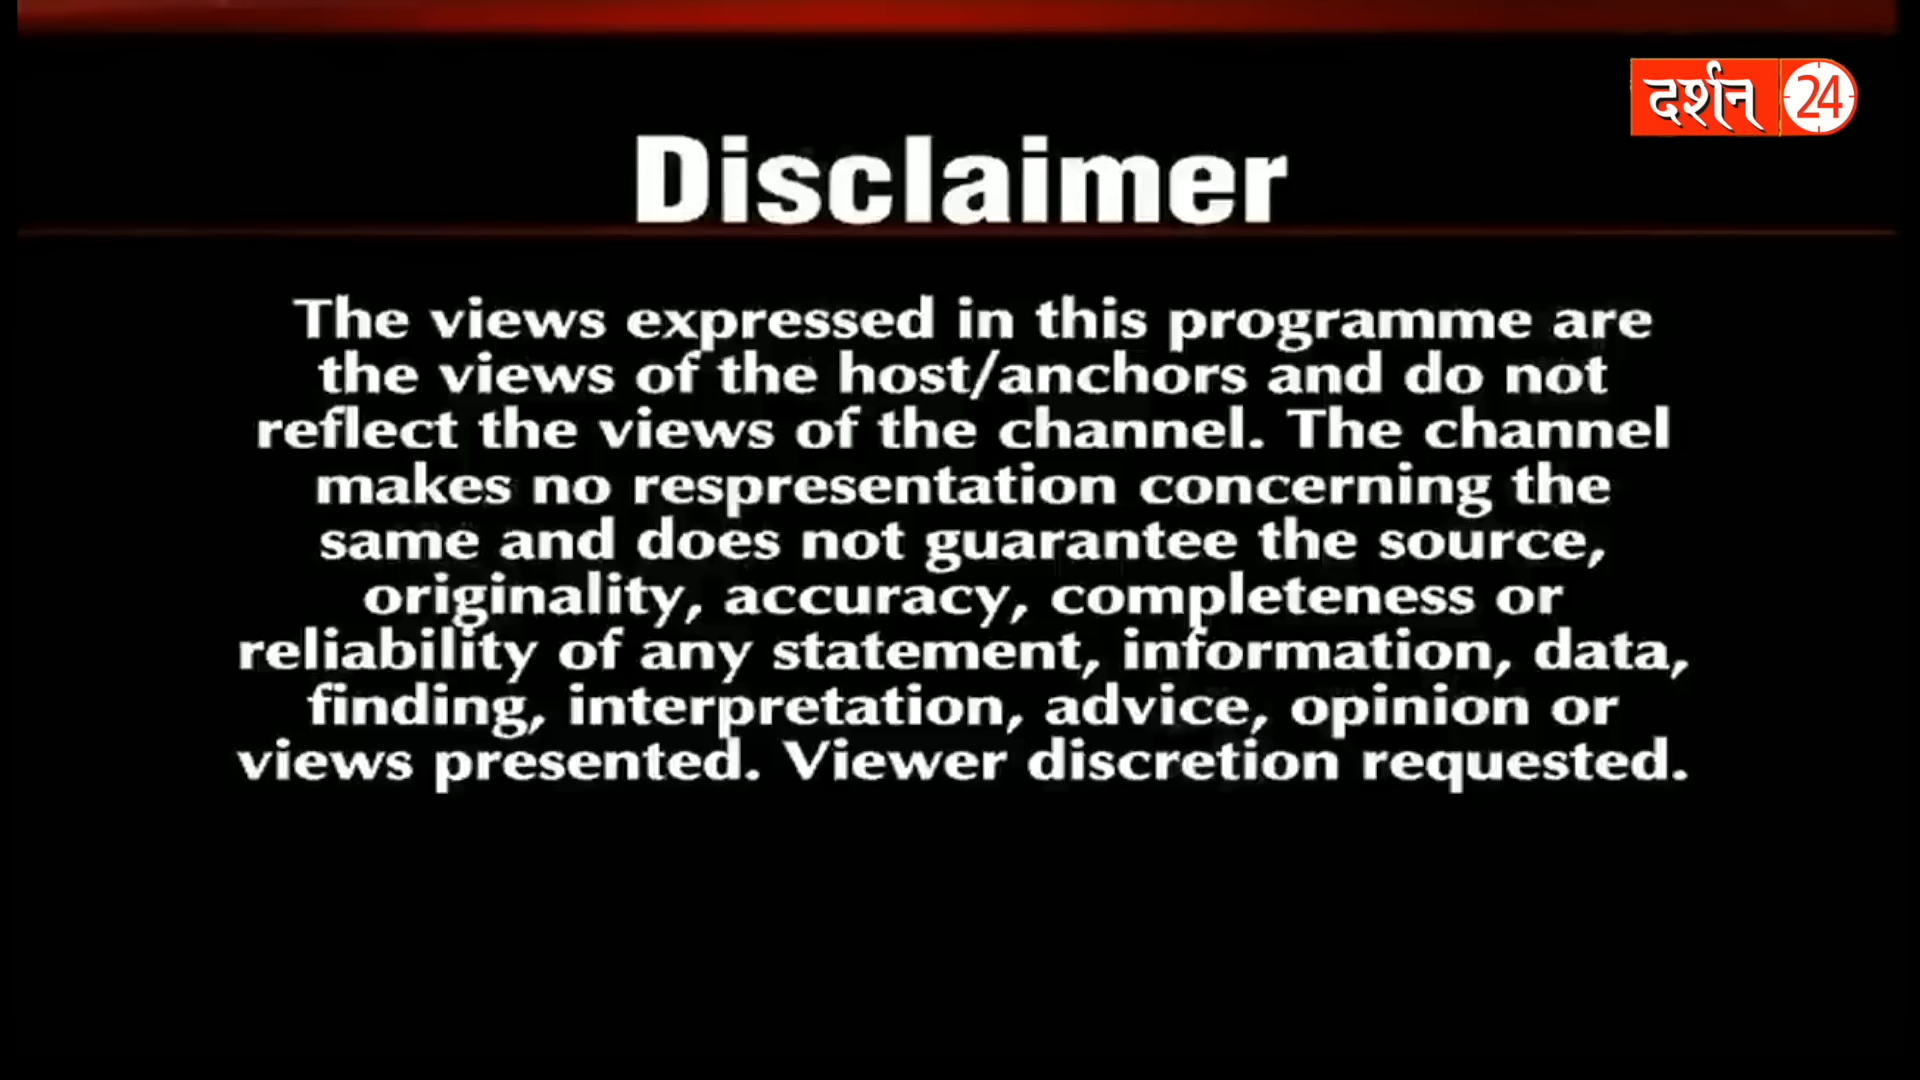 दर्शन 24
Disclaimer
The views expressed in this programme are
the views of the host/anchors and do not
reflect the views of the channel. The channel
makes no respresentation concerning the
same and does not guarantee the source,
originality, accuracy, completeness or
reliability of any statement, information, data,
finding, interpretation, advice, opinion or
views presented. Viewer discretion requested.